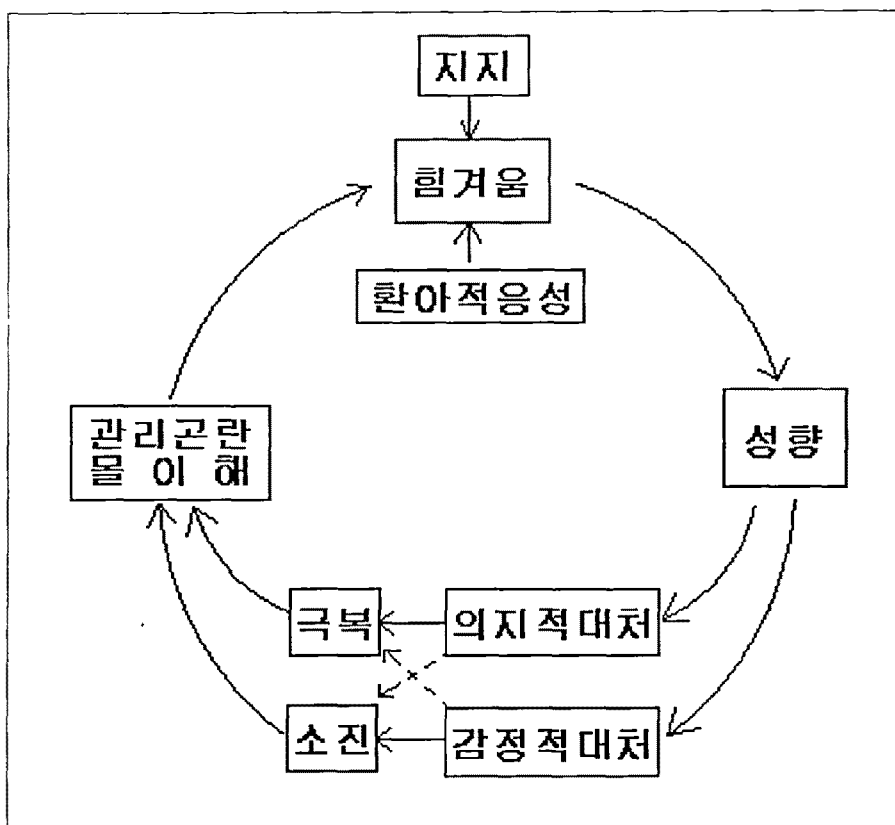 지지
힘겨움
환아적응성
관리곤란
몰이해
성향
극복
의지적대처
소진
감정적대처